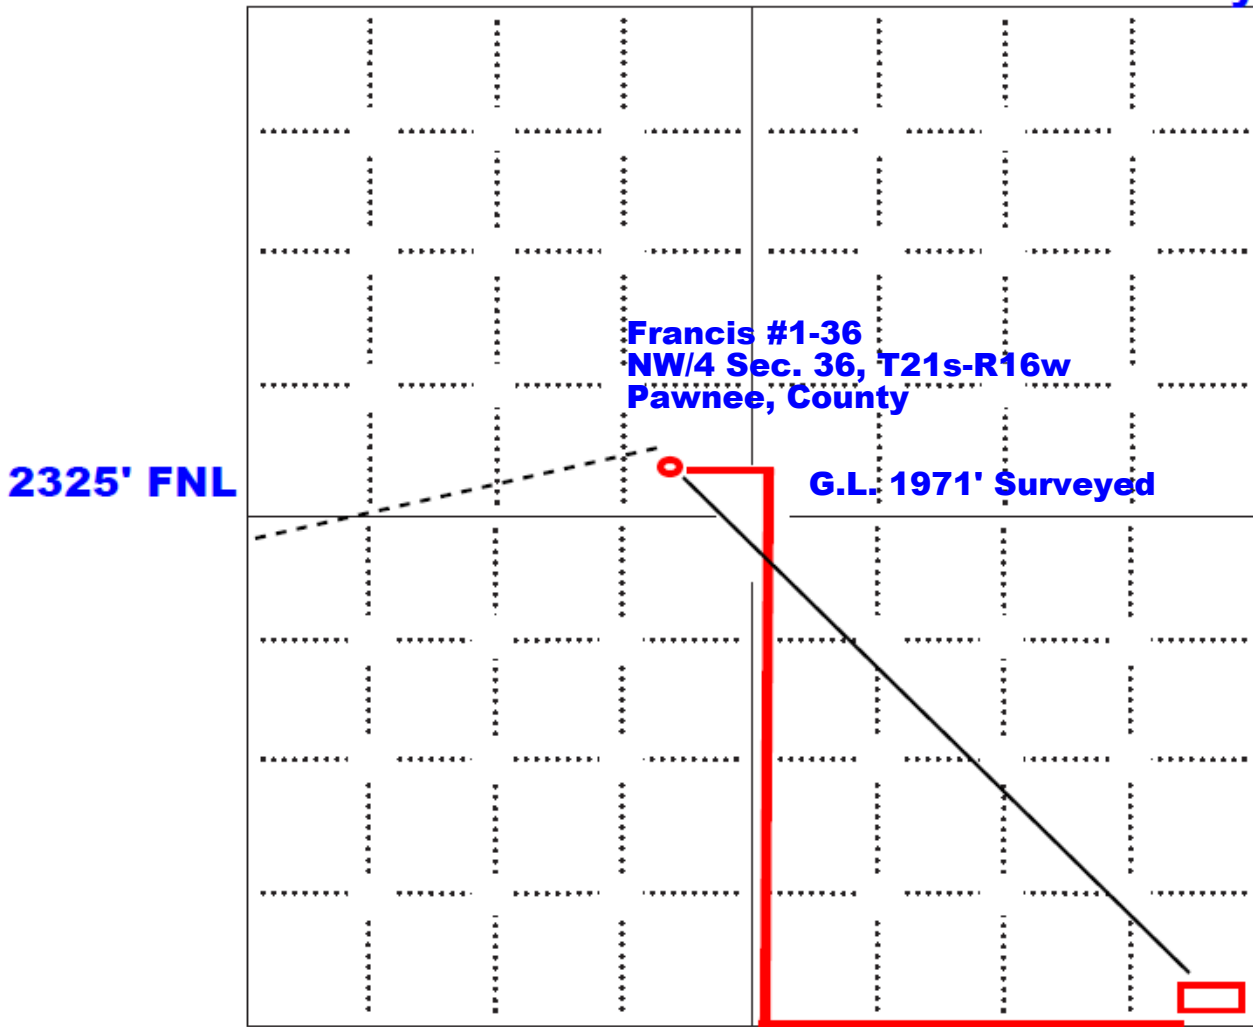 Francis #1-36
NW/4 Sec. 36, T21s-R16w
Pawnee, County
2325' FNL
G.L. 1971' Surveyed